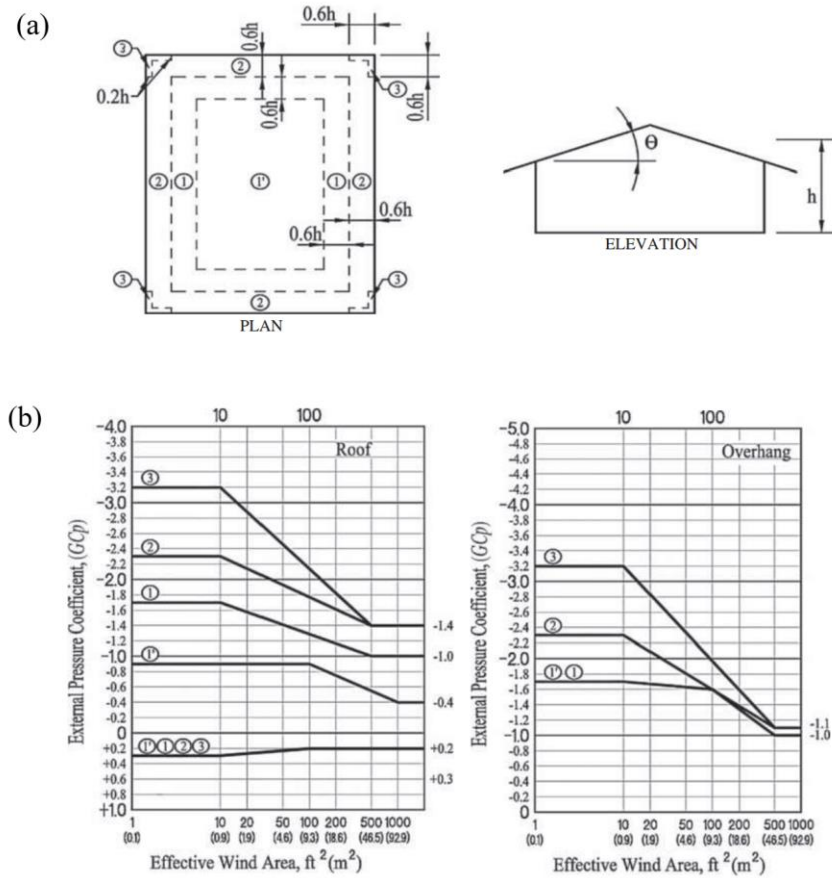 (a)
0.6h
③
②
0.6h
0.6h
③
0.6h
0.2h
② ① ①' ① ②
0.6h
0.6h
③
②
③
PLAN
θ
h
ELEVATION
(b)
10 100
Roof
External Pressure Coefficient, (GCp)
-4.0
-3.8
-3.6
-3.4
-3.2
-3.0
-2.8
-2.6
-2.4
-2.2
-2.0
-1.8
-1.6
-1.4
-1.2
-1.0
-0.8
-0.6
-0.4
-0.2
0
+0.2
+0.4
+0.6
+0.8
+1.0
③
②
①
①'
①' ① ② ③
-1.4
-1.0
-0.4
+0.2
+0.3
1 10 20 50 100 200 500 1000
(0.1) (0.9) (1.9) (4.6) (9.3) (18.6) (46.5) (92.9)
Effective Wind Area, ft 2 (m2)
10 100
Overhang
External Pressure Coefficient, (GCp)
-5.0
-4.8
-4.6
-4.4
-4.2
-4.0
-3.8
-3.6
-3.4
-3.2
-3.0
-2.8
-2.6
-2.4
-2.2
-2.0
-1.8
-1.6
-1.4
-1.2
-1.0
-0.8
-0.6
-0.4
-0.2
0
③
②
①' ①
-1.1
-1.0
1 10 20 50 100 200 500 1000
(0.1) (0.9) (1.9) (4.6) (9.3) (18.6) (46.5) (92.9)
Effective Wind Area, ft 2 (m2)